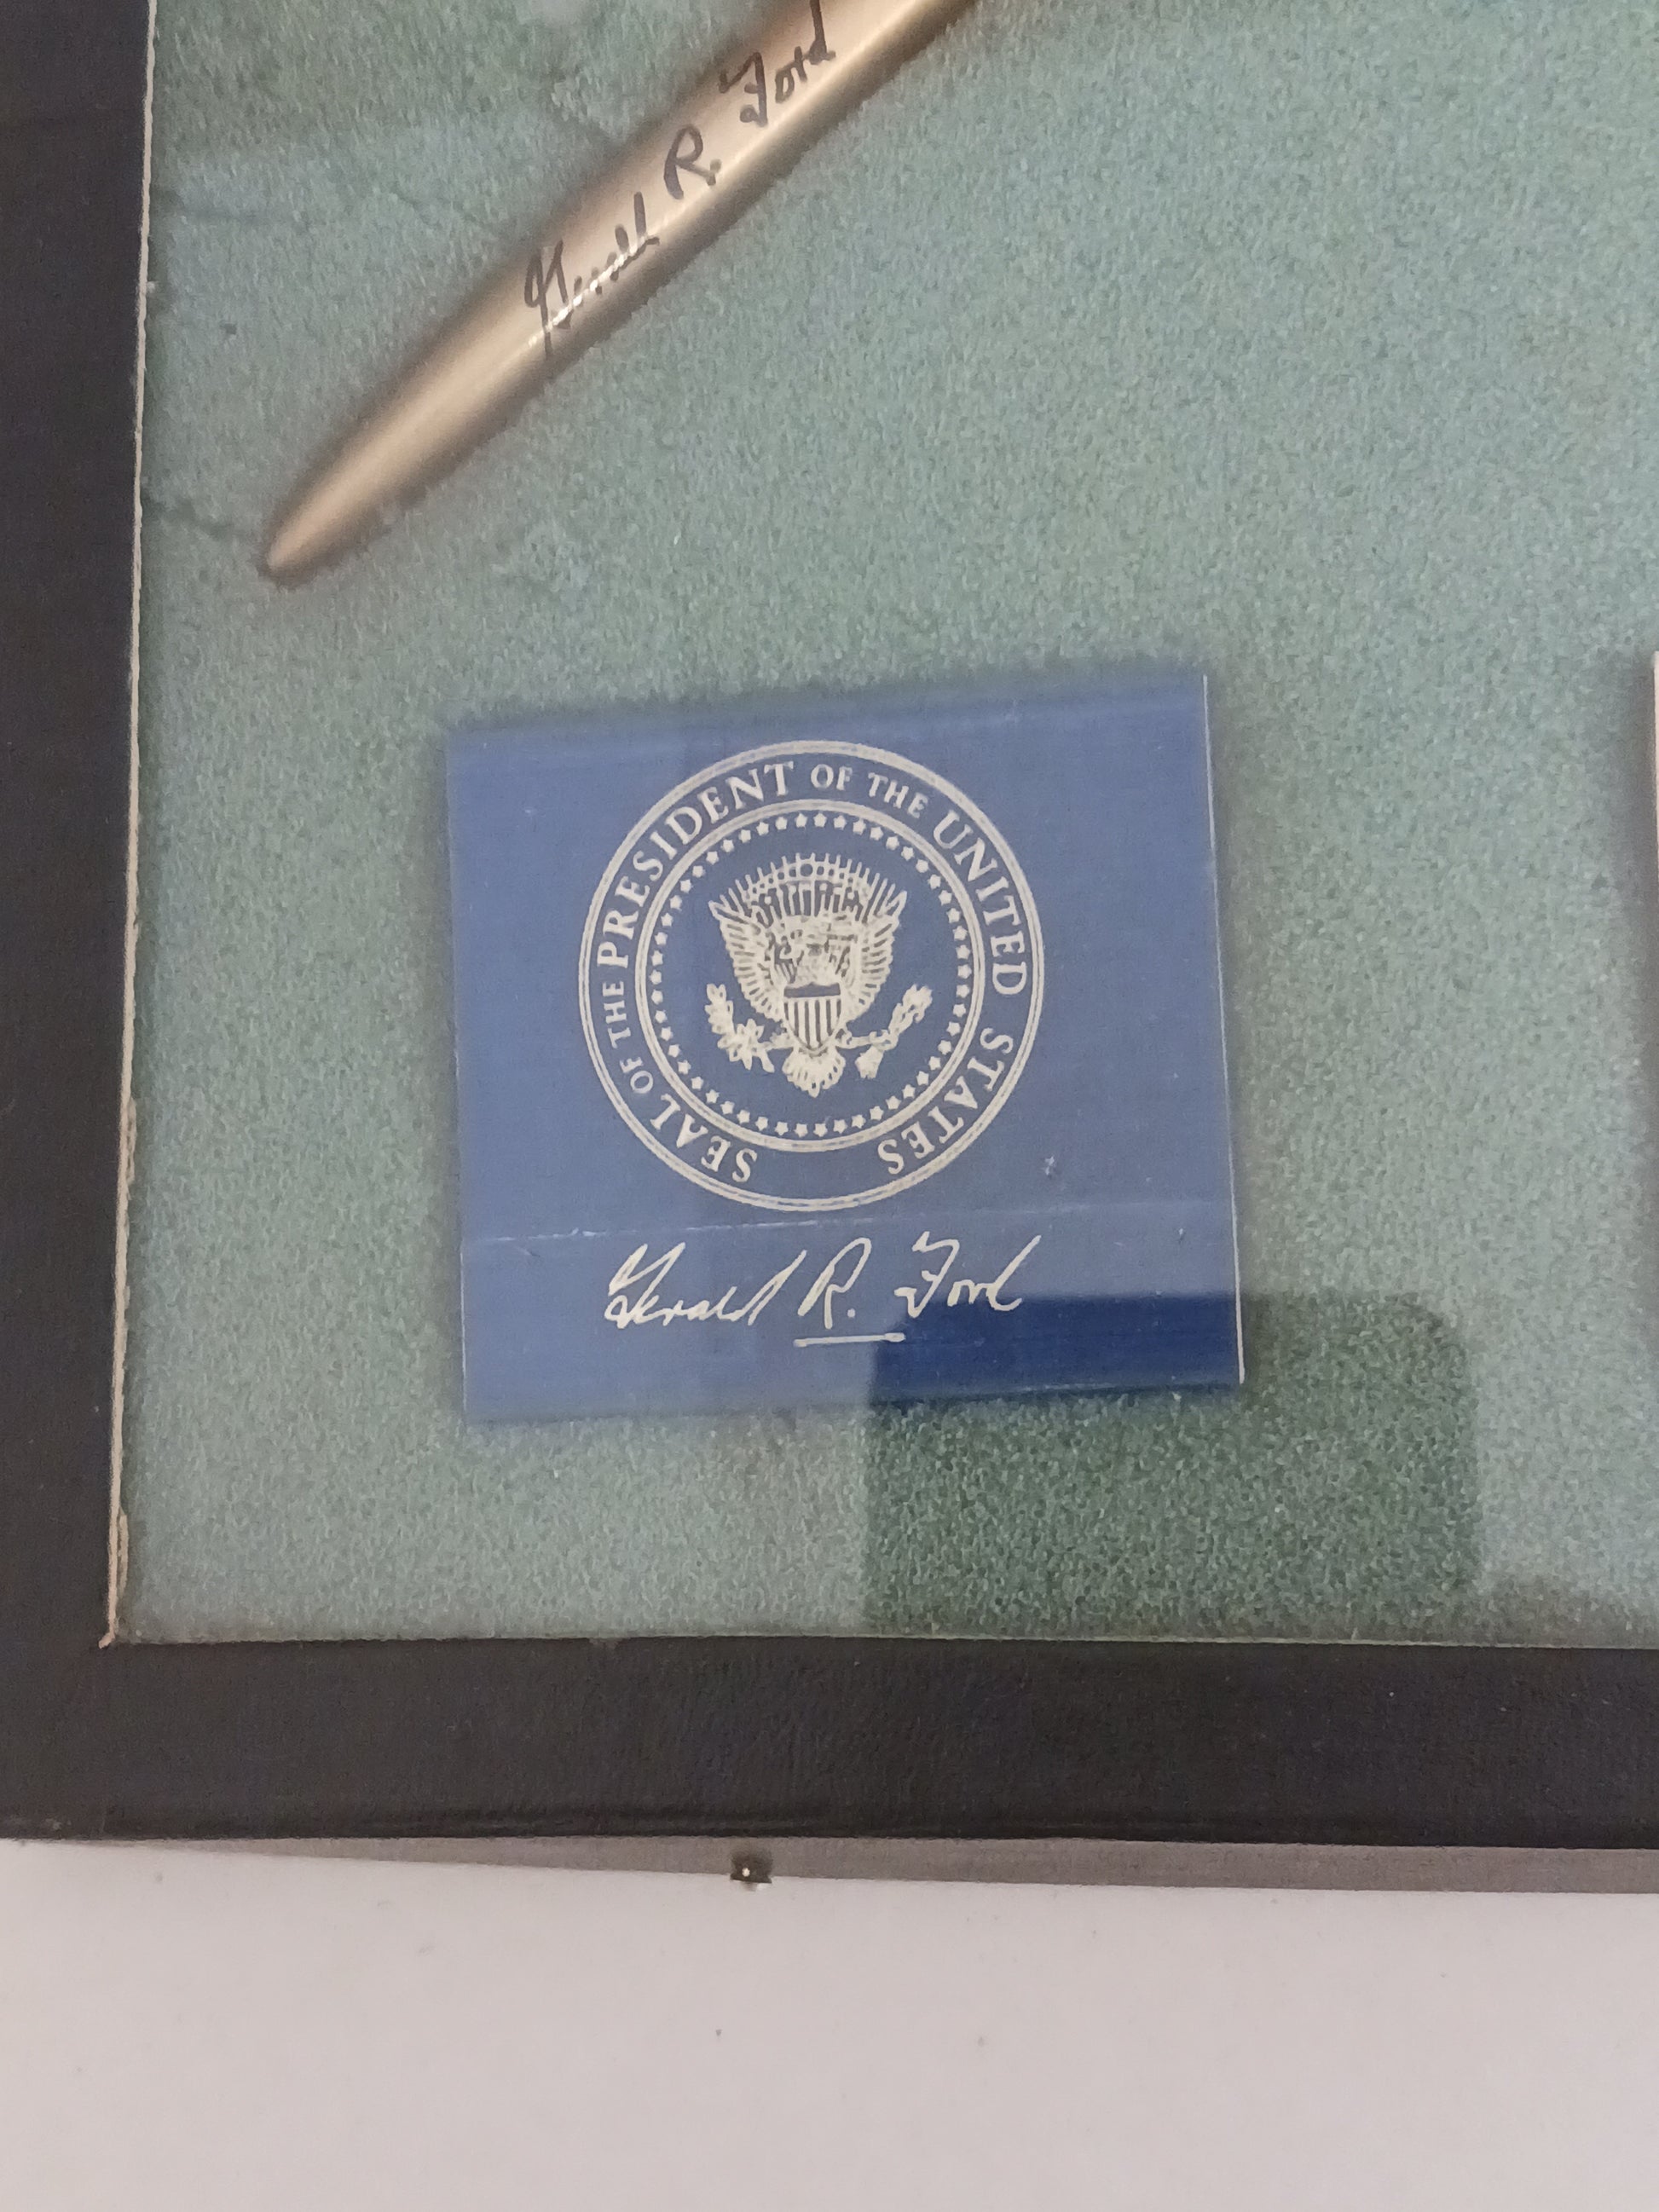 Gerald R. Ford
SEAL OF THE PRESIDENT OF THE UNITED STATES
Gerald R. Ford